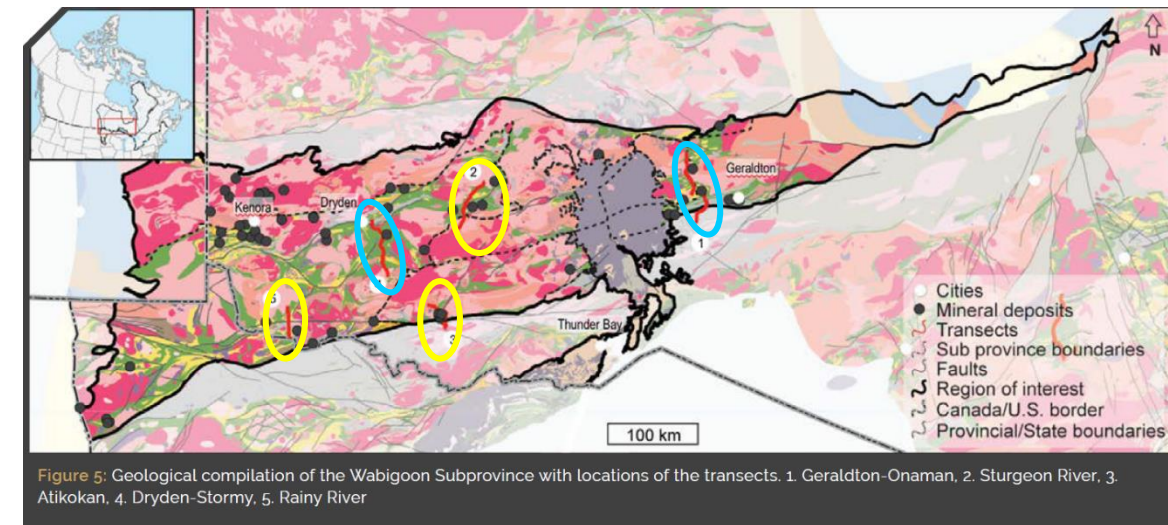 N
2
Geraldton
Kenora
Dryden
1
5
3
Thunder Bay
Cities
Mineral deposits
Transects
Sub province boundaries
Faults
Region of interest
Canada/U.S. border
Provincial/State boundaries
100 km
Figure 5: Geological compilation of the Wabigoon Subprovince with locations of the transects. 1. Geraldton-Onaman, 2. Sturgeon River, 3.
Atikokan, 4. Dryden-Stormy, 5. Rainy River